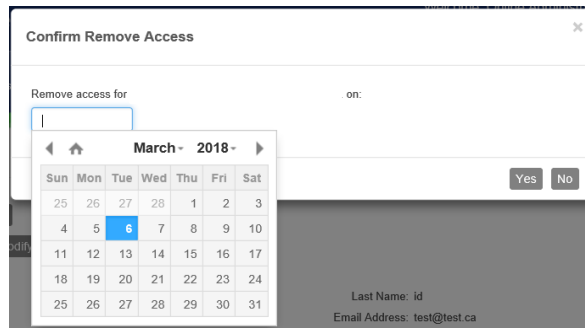 Confirm Remove Access
×
Remove access for on:
March 2018
Sun Mon Tue Wed Thu Fri Sat
25 26 27 28 1 2 3
4 5 6 7 8 9 10
11 12 13 14 15 16 17
18 19 20 21 22 23 24
25 26 27 28 29 30 31
Yes No
Last Name: id
Email Address: test@test.ca